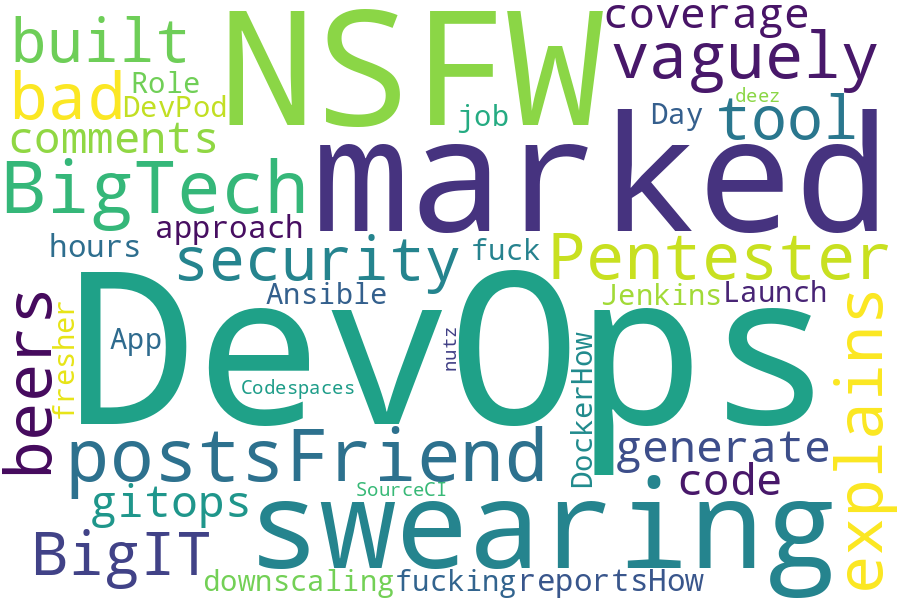 built
NSFW
coverage
vaguely
bad
Role
DevPod
job
Day
deez
tool
comments
marked
BigTech
approach
hours
security
fuck
Pentester
Ansible
Jenkins
Launch
beers
fresher
App
DevOps
nutz
Codespaces
DockerHow
explains
postsFriend
generate
code
gitops
SourceCI
swearing
BigIT
downscaling
fucking
reportsHow